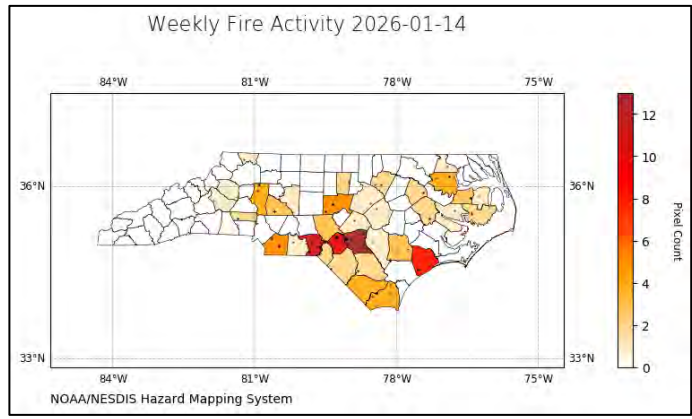 Weekly Fire Activity 2026-01-14
84°W 81°W 78°W 75°W
12
36°N 36°N
10
8
Pixel Count
6
4
2
33°N 33°N
0
84°W 81°W 78°W 75°W
NOAA/NESDIS Hazard Mapping System